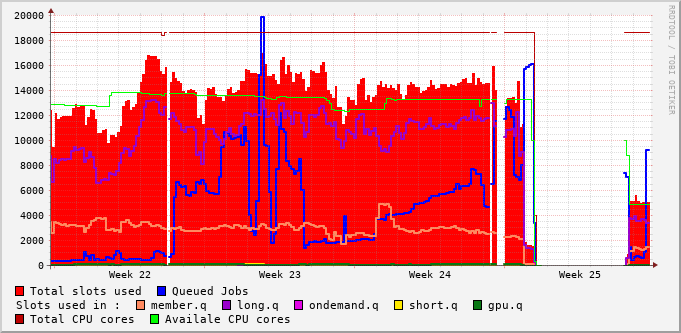 RRDTOOL / TOBI OETIKER
20000
18000
16000
14000
12000
10000
8000
6000
4000
2000
0
Week 22 Week 23 Week 24 Week 25
Total slots used Queued Jobs
Slots used in : member.q long.q ondemand.q short.q gpu.q
Total CPU cores Availale CPU cores